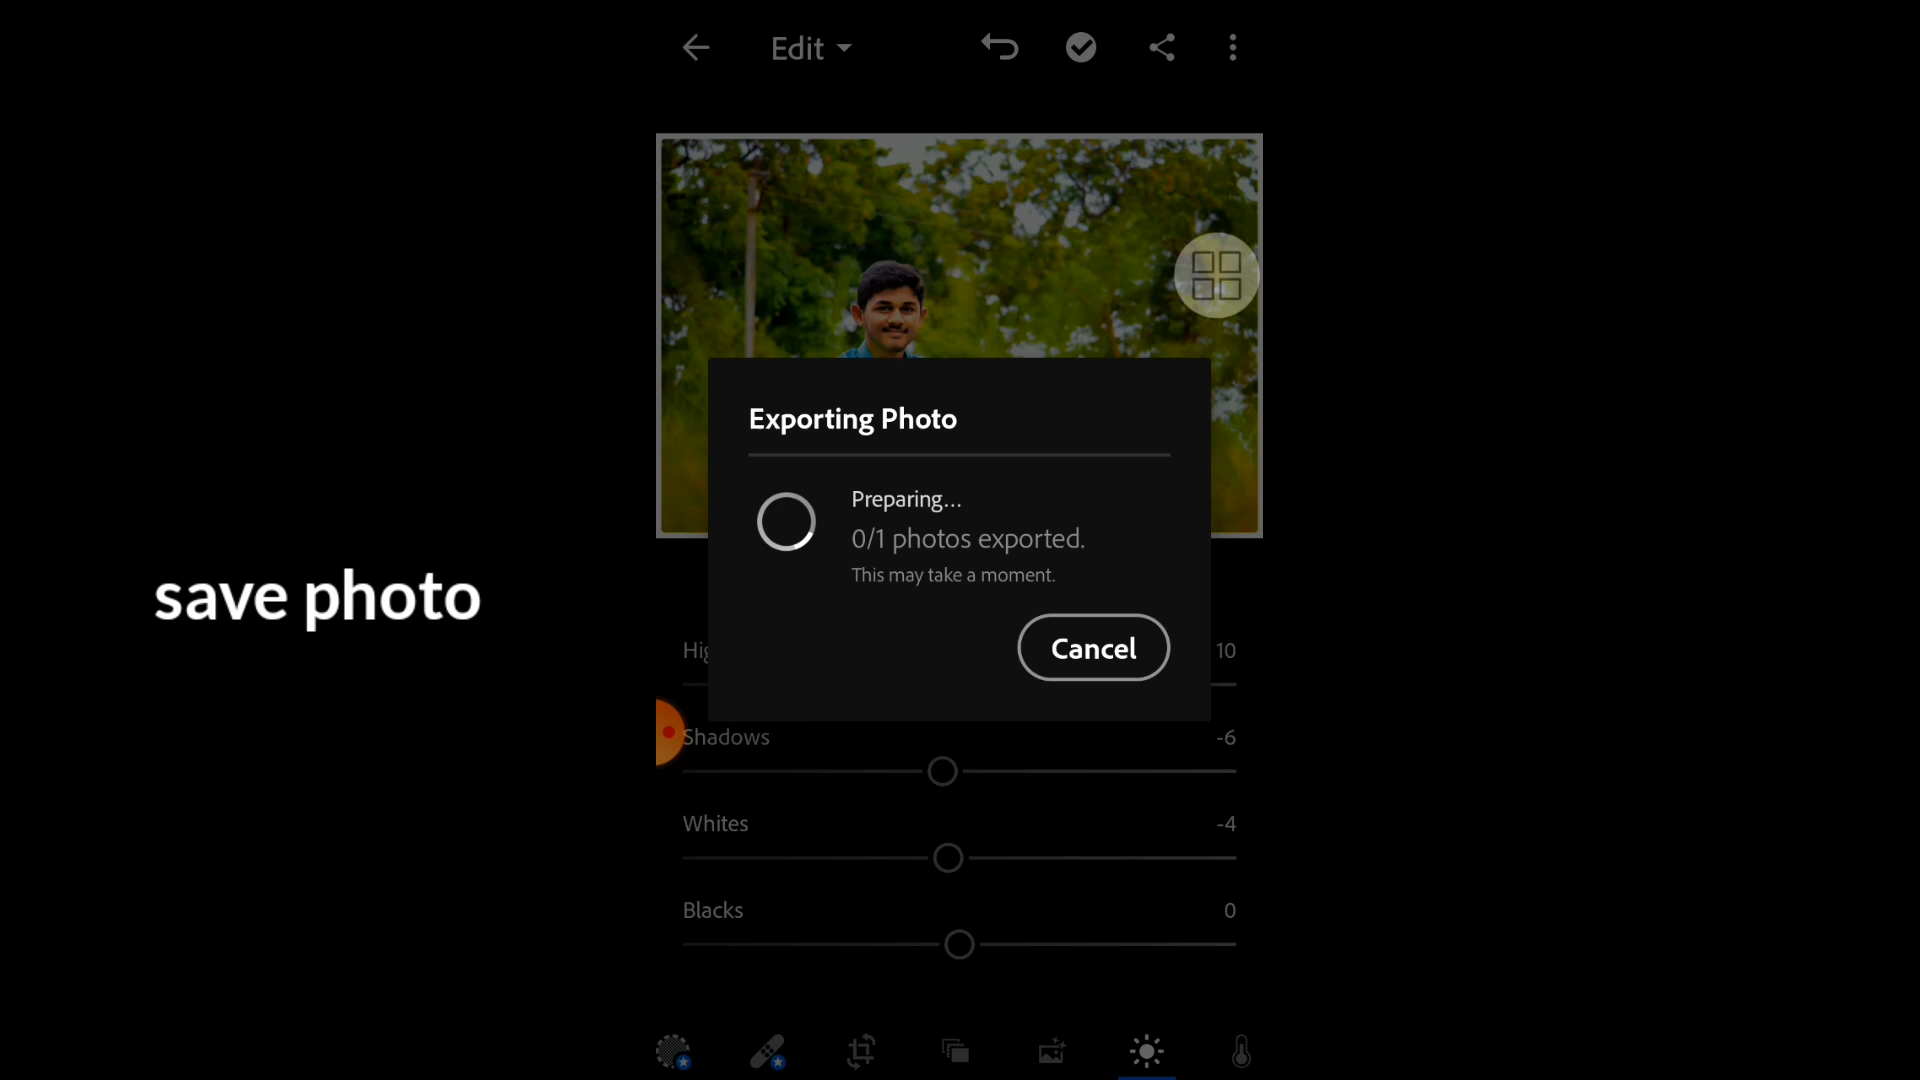 Edit
Exporting Photo
Preparing...
0/1 photos exported.
This may take a moment.
Cancel
save photo
Hig
10
Shadows
-6
Whites
-4
Blacks
0